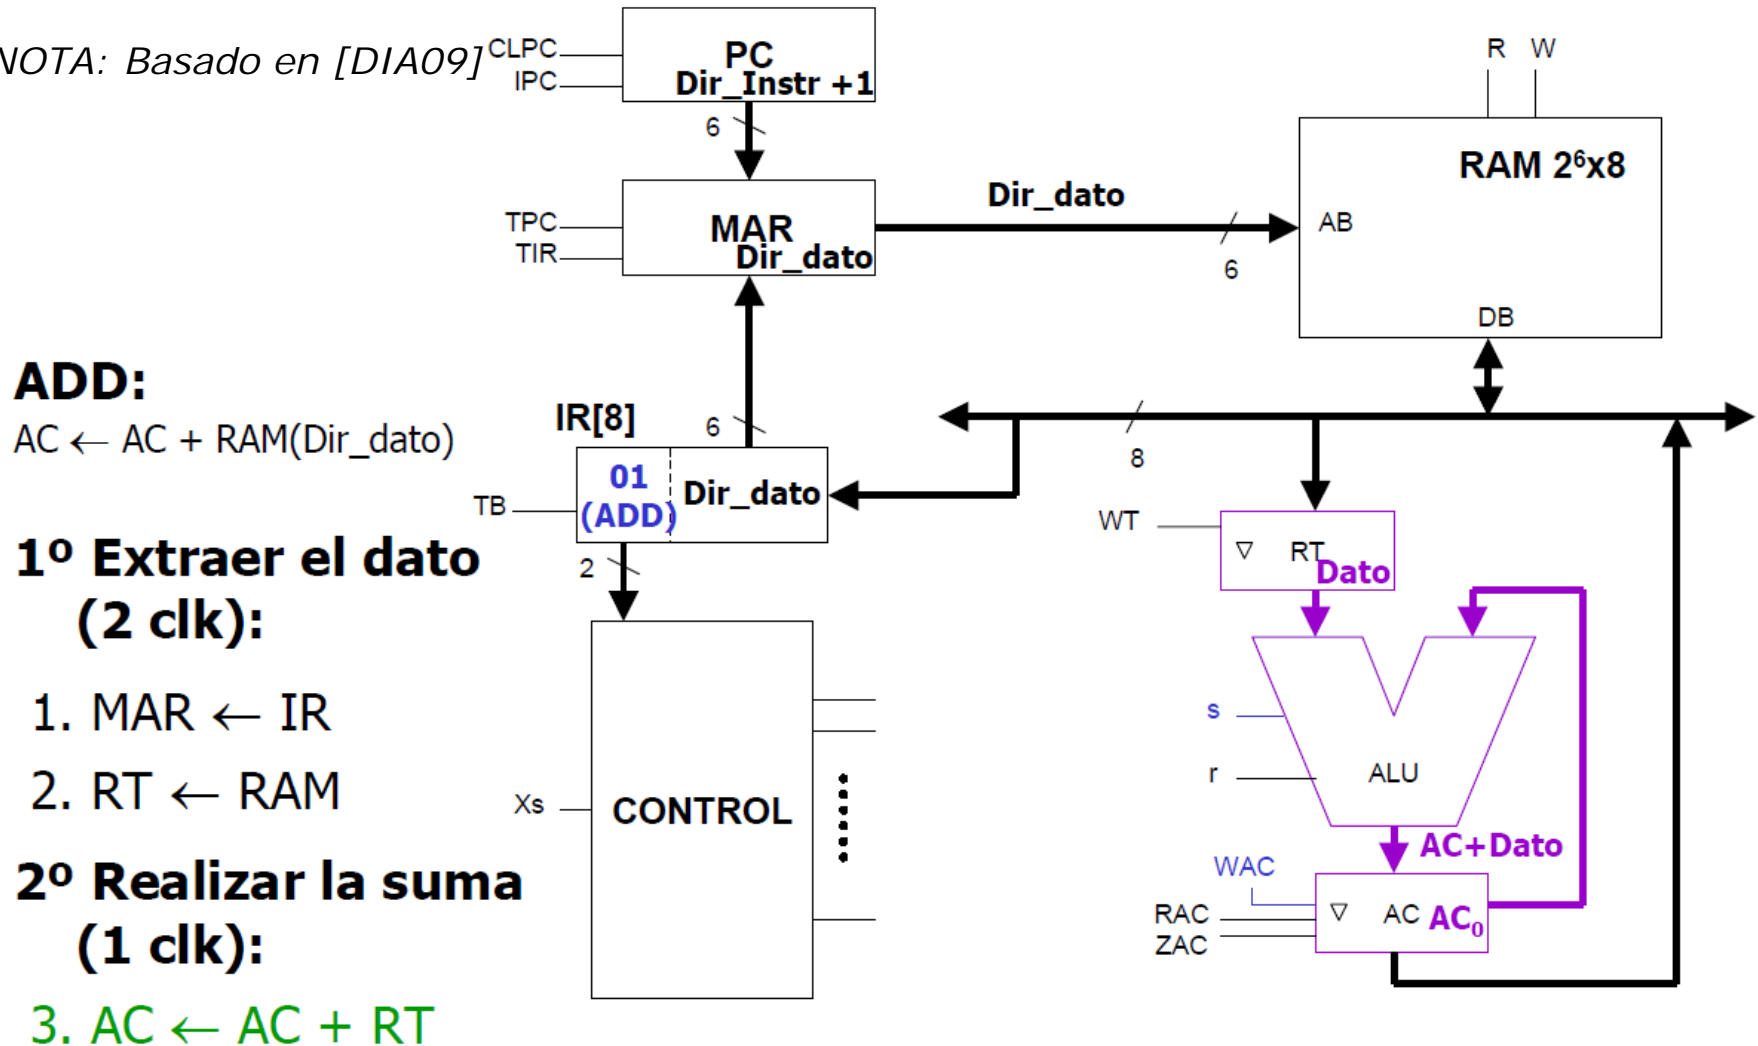 NOTA: Basado en [DIA09]
CLPC
IPC
PC
Dir_Instr +1
6
R W
RAM 2⁶x8
TPC
TIR
MAR
Dir_dato
Dir_dato
6
AB
DB
ADD:
AC ← AC + RAM(Dir_dato)
IR[8]
6
8
TB
01
(ADD)
Dir_dato
2
WT
RT
Dato
1º Extraer el dato
(2 clk):
1. MAR ← IR
2. RT ← RAM
s
r
ALU
Xs
CONTROL
AC+Dato
2º Realizar la suma
(1 clk):
3. AC ← AC + RT
WAC
RAC
ZAC
AC
AC₀